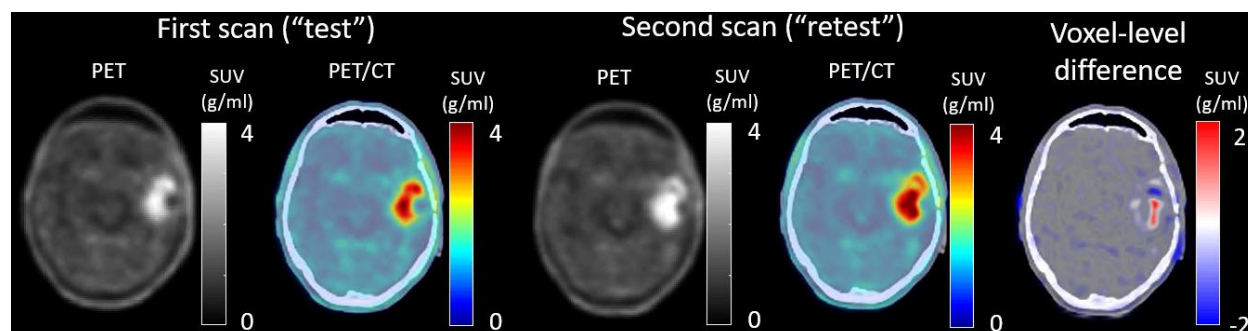 First scan (“test”)
Second scan (“retest”)
Voxel-level
difference
PET
SUV
(g/ml)
PET/CT
SUV
(g/ml)
PET
SUV
(g/ml)
PET/CT
SUV
(g/ml)
SUV
(g/ml)
4
0
4
0
4
0
4
0
2
-2